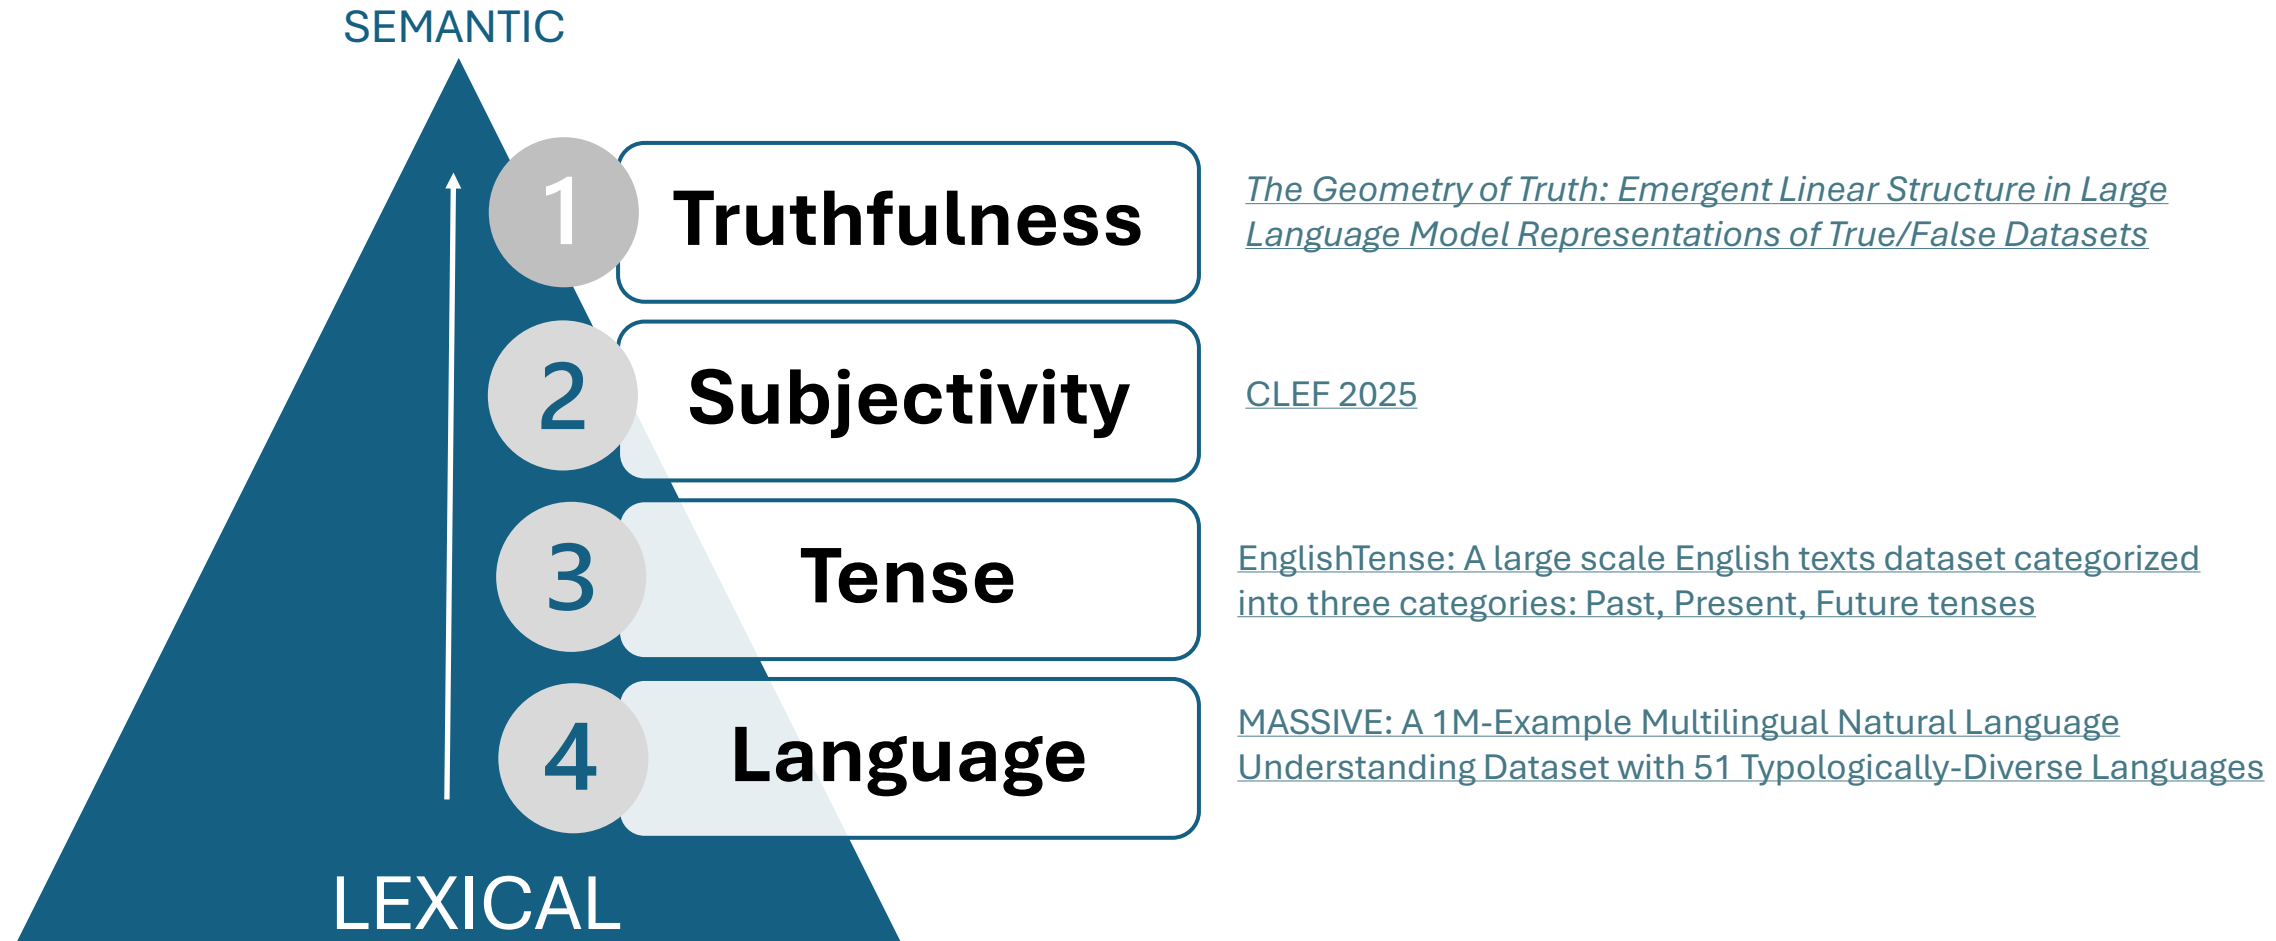 SEMANTIC
1
Truthfulness
The Geometry of Truth: Emergent Linear Structure in Large
Language Model Representations of True/False Datasets
2
Subjectivity
CLEF 2025
3
Tense
EnglishTense: A large scale English texts dataset categorized
into three categories: Past, Present, Future tenses
4
Language
MASSIVE: A 1M-Example Multilingual Natural Language
Understanding Dataset with 51 Typologically-Diverse Languages
LEXICAL